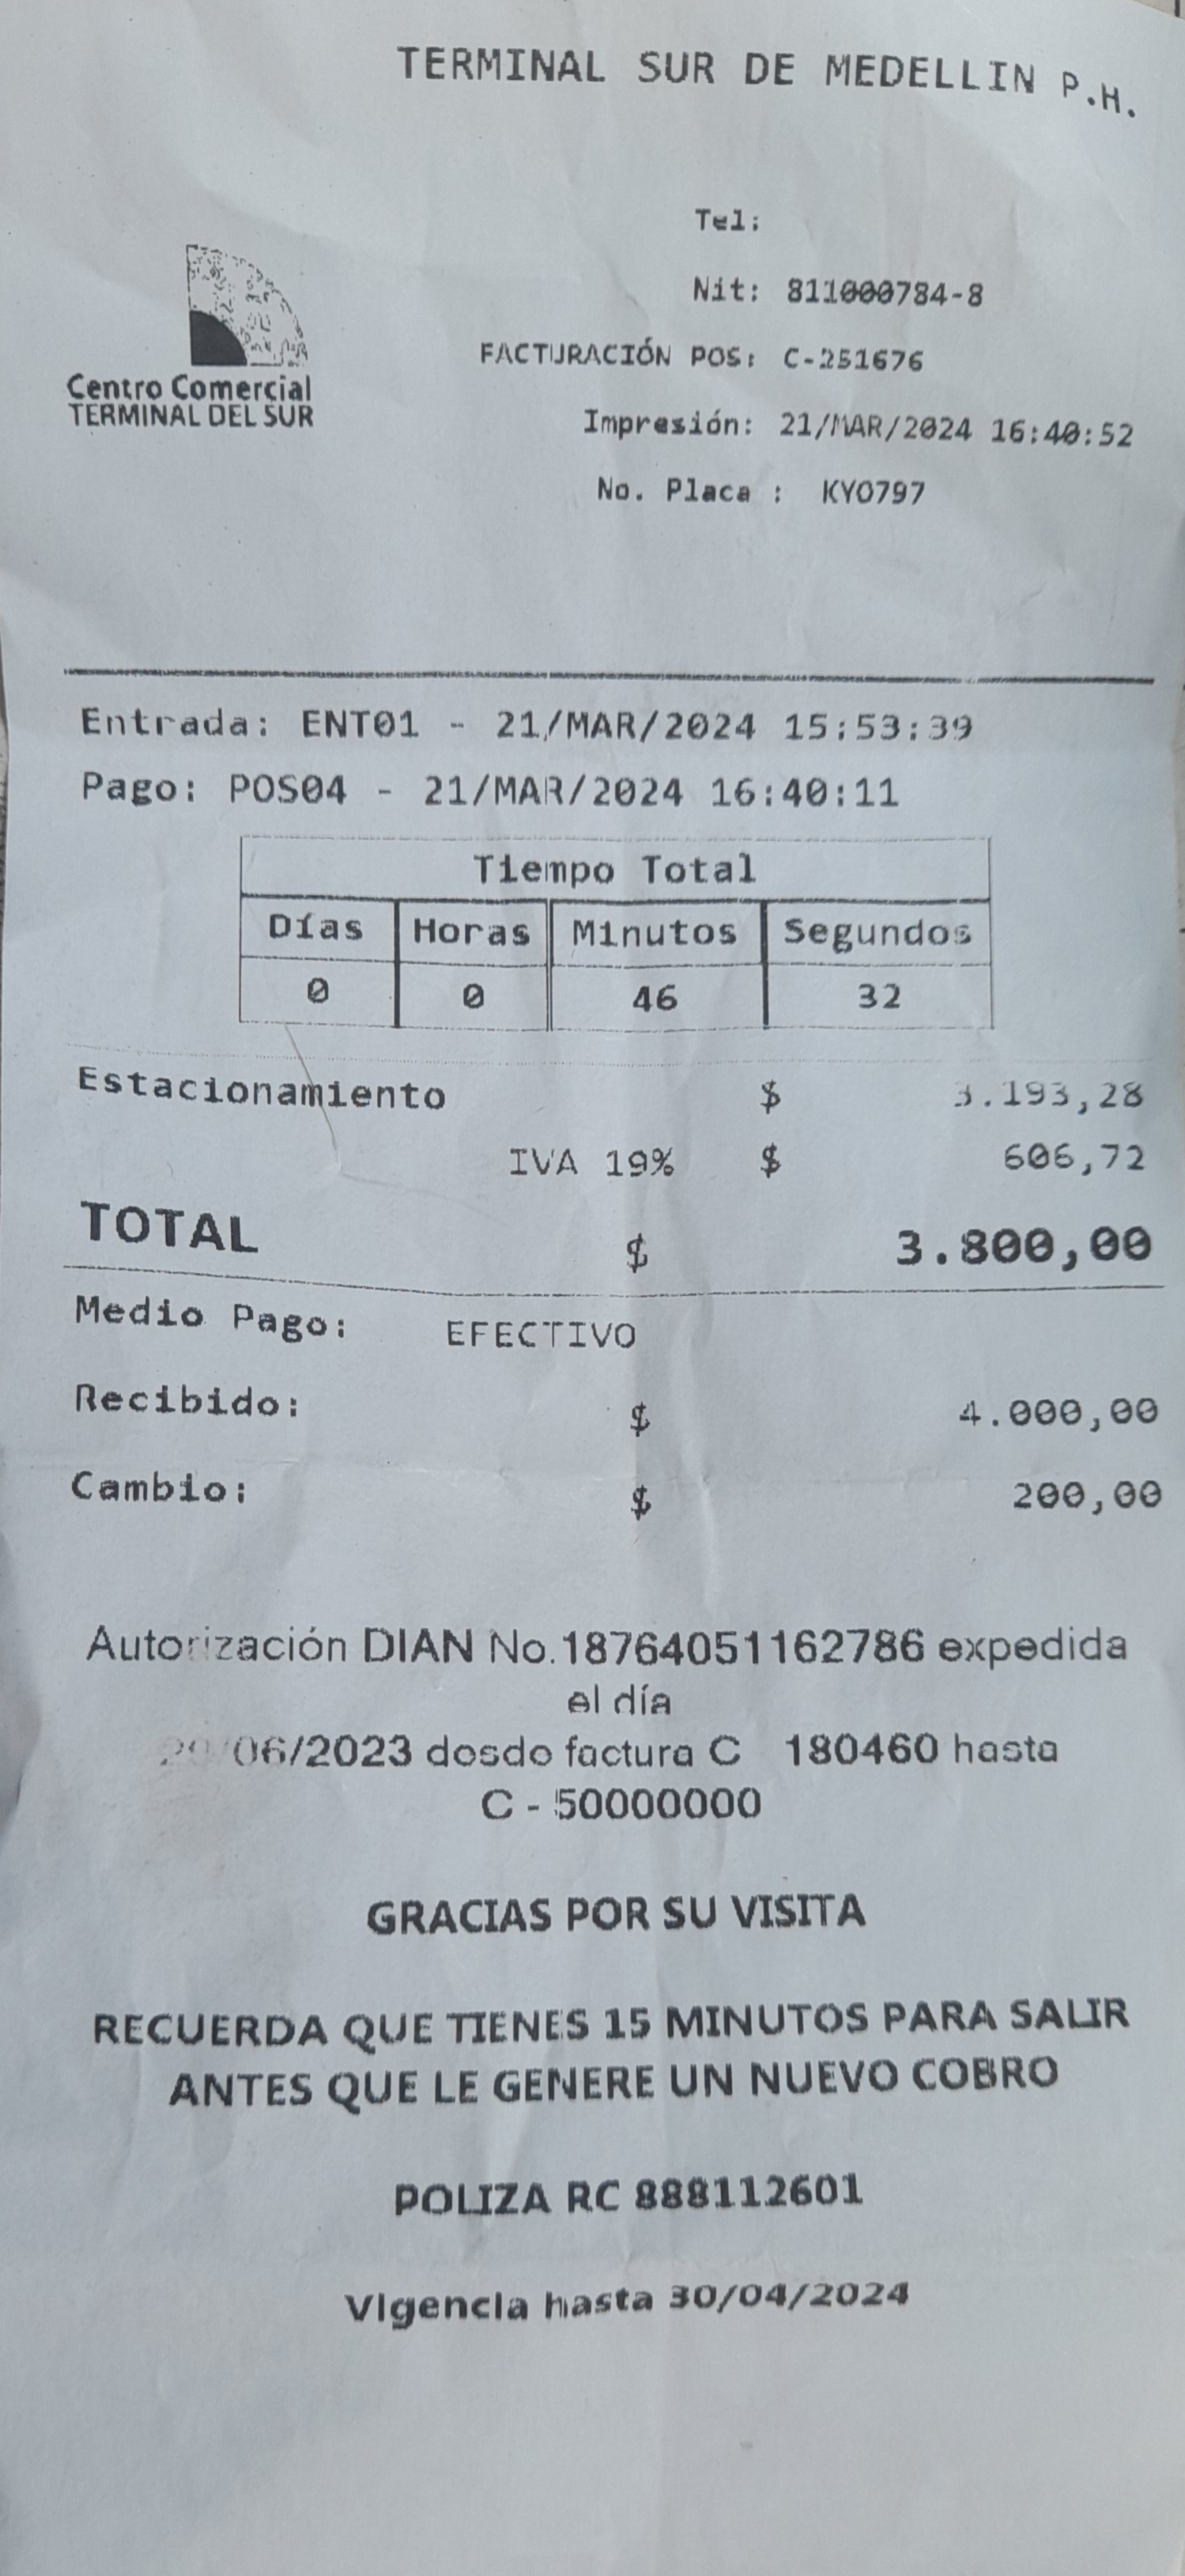 TERMINAL SUR DE MEDELLIN P.H.
Tel:
Nit: 811000784-8
FACTURACIÓN POS: C-251676
Centro Comercial
TERMINAL DEL SUR
Impresión: 21/MAR/2024 16:40:52
No. Placa : KYO797
Entrada: ENT01 - 21/MAR/2024 15:53:39
Pago: POS04 - 21/MAR/2024 16:40:11
Tiempo Total
Días Horas Minutos Segundos
0 0 46 32
Estacionamiento $ 3.193,28
IVA 19% $ 606,72
TOTAL $ 3.800,00
Medio Pago: EFECTIVO
Recibido: $ 4.000,00
Cambio: $ 200,00
Autorización DIAN No.18764051162786 expedida
el día
/06/2023 desde factura C 180460 hasta
C - 50000000
GRACIAS POR SU VISITA
RECUERDA QUE TIENES 15 MINUTOS PARA SALIR
ANTES QUE LE GENERE UN NUEVO COBRO
POLIZA RC 888112601
Vigencia hasta 30/04/2024